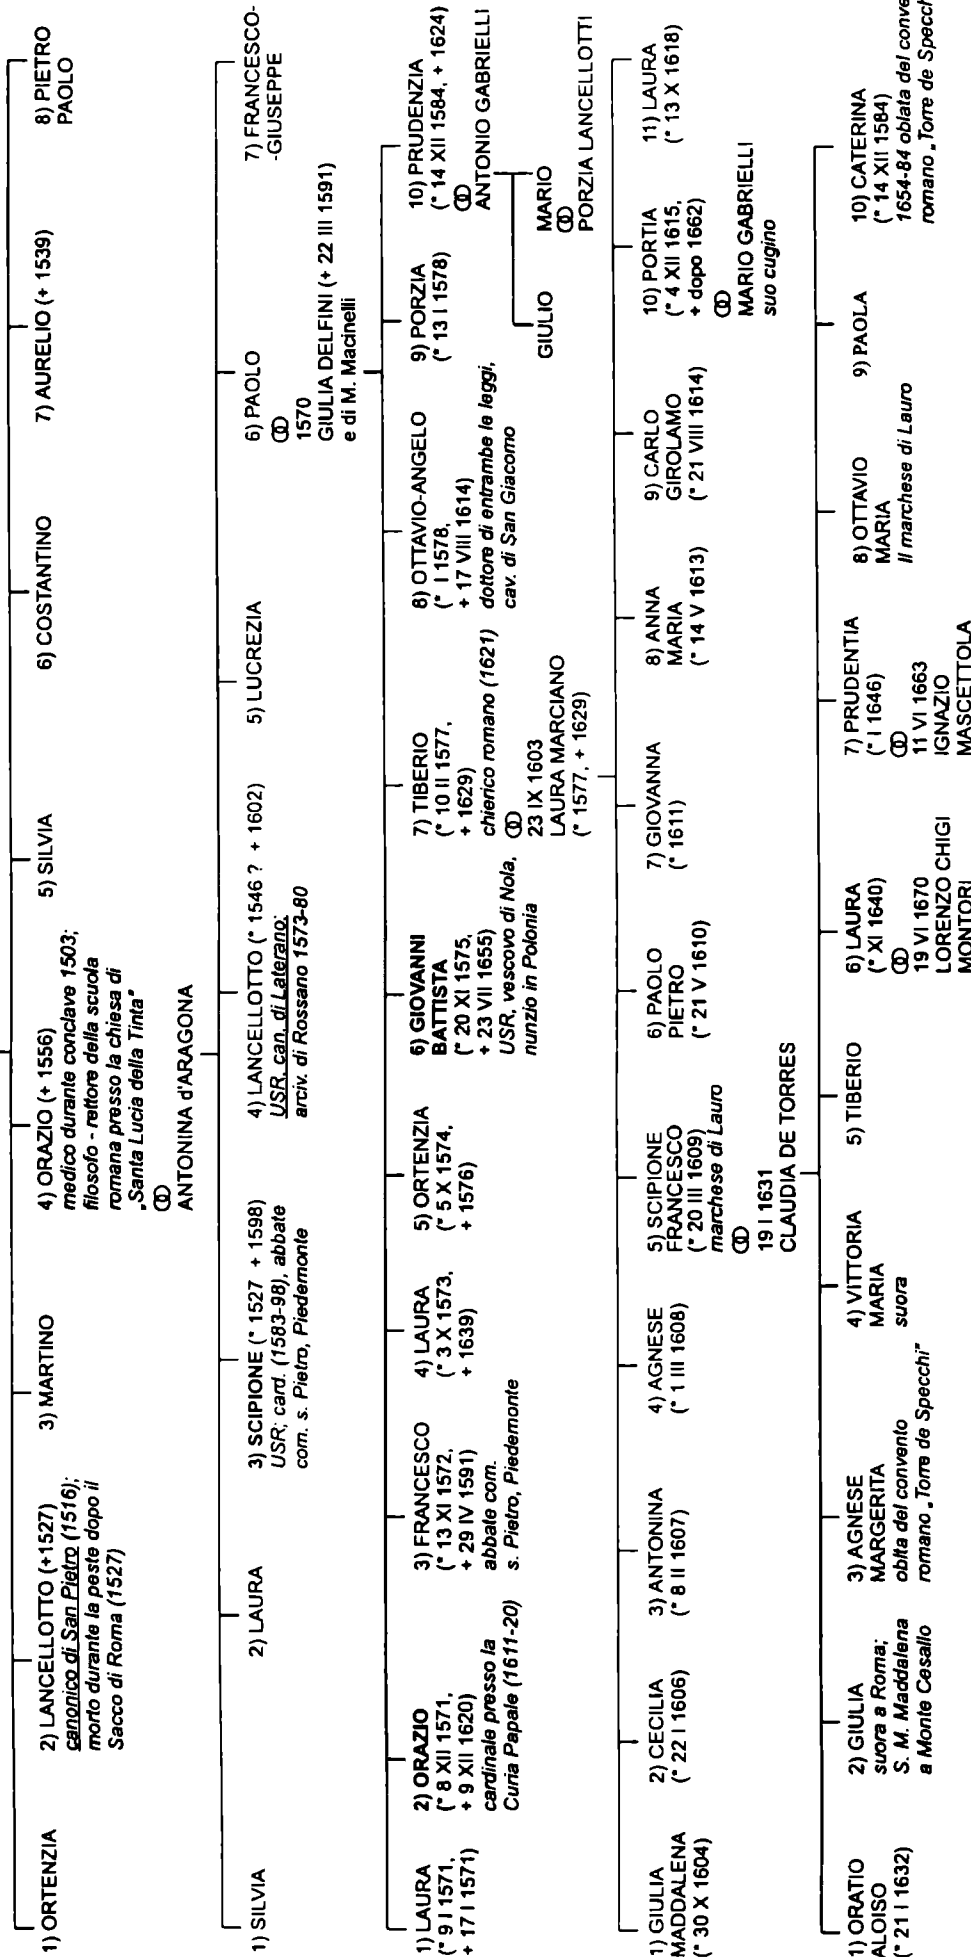 1) ORTENZIA
2) LANCELLOTTO (+1527)
canonico di San Pietro (1516);
morto durante la peste dopo il
Sacco di Roma (1527)
3) MARTINO
4) ORAZIO (+ 1556)
medico durante conclave 1503;
filosofo - rettore della scuola
romana presso la chiesa di
„Santa Lucia della Tinta"
ANTONINA d'ARAGONA
5) SILVIA
6) COSTANTINO
7) AURELIO (+ 1539)
8) PIETRO
PAOLO
1) SILVIA
2) LAURA
3) SCIPIONE (* 1527 + 1598)
USR; card. (1583-98), abbate
com. s. Pietro, Piedemonte
4) LANCELLOTTO (* 1546 ? + 1602)
USR, can. di Laterano;
arciv. di Rossano 1573-80
5) LUCREZIA
6) PAOLO
1570
GIULIA DELFINI (+ 22 III 1591)
e di M. Macinelli
7) FRANCESCO-
-GIUSEPPE
1) LAURA
(* 9 I 1571,
+ 17 I 1571)
2) ORAZIO
(* 8 XII 1571,
+ 9 XII 1620)
cardinale presso la
Curia Papale (1611-20)
3) FRANCESCO
(* 13 XI 1572,
+ 29 IV 1591)
abbate com.
s. Pietro, Piedemonte
4) LAURA
(* 3 X 1573,
+ 1639)
5) ORTENZIA
(* 5 X 1574,
+ 1576)
6) GIOVANNI
BATTISTA
(* 20 XI 1575,
+ 23 VII 1655)
USR, vescovo di Nola,
nunzio in Polonia
7) TIBERIO
(* 10 II 1577,
+ 1629)
chierico romano (1621)
23 IX 1603
LAURA MARCIANO
(* 1577, + 1629)
8) OTTAVIO-ANGELO
(* I 1578,
+ 17 VIII 1614)
dottore di entrambe le leggi,
cav. di San Giacomo
9) PORZIA
(* 13 I 1578)
10) PRUDENZIA
(* 14 XII 1584, + 1624)
ANTONIO GABRIELLI
GIULIO
MARIO
PORZIA LANCELLOTTI
1) GIULIA
MADDALENA
(* 30 X 1604)
2) CECILIA
(* 22 I 1606)
3) ANTONINA
(* 8 II 1607)
4) AGNESE
(* 1 III 1608)
5) SCIPIONE
FRANCESCO
(* 20 III 1609)
marchese di Lauro
19 I 1631
CLAUDIA DE TORRES
6) PAOLO
PIETRO
(* 21 V 1610)
7) GIOVANNA
(* 1611)
8) ANNA
MARIA
(* 14 V 1613)
9) CARLO
GIROLAMO
(* 21 VIII 1614)
10) PORTIA
(* 4 XII 1615,
+ dopo 1662)
MARIO GABRIELLI
suo cugino
11) LAURA
(* 13 X 1618)
1) ORATIO
ALOISO
(* 21 I 1632)
2) GIULIA
suora a Roma;
S. M. Maddalena
a Monte Cesallo
3) AGNESE
MARGERITA
oblta del convento
romano „Torre de Specchi"
4) VITTORIA
MARIA
suora
5) TIBERIO
6) LAURA
(* XI 1640)
19 VI 1670
LORENZO CHIGI
MONTORI
7) PRUDENTIA
(* I 1646)
11 VI 1663
IGNAZIO
MASCETTOLA
8) OTTAVIO
MARIA
II marchese di Lauro
9) PAOLA
10) CATERINA
(* 14 XII 1584)
1654-84 oblata del conve
romano „Torre de Specch